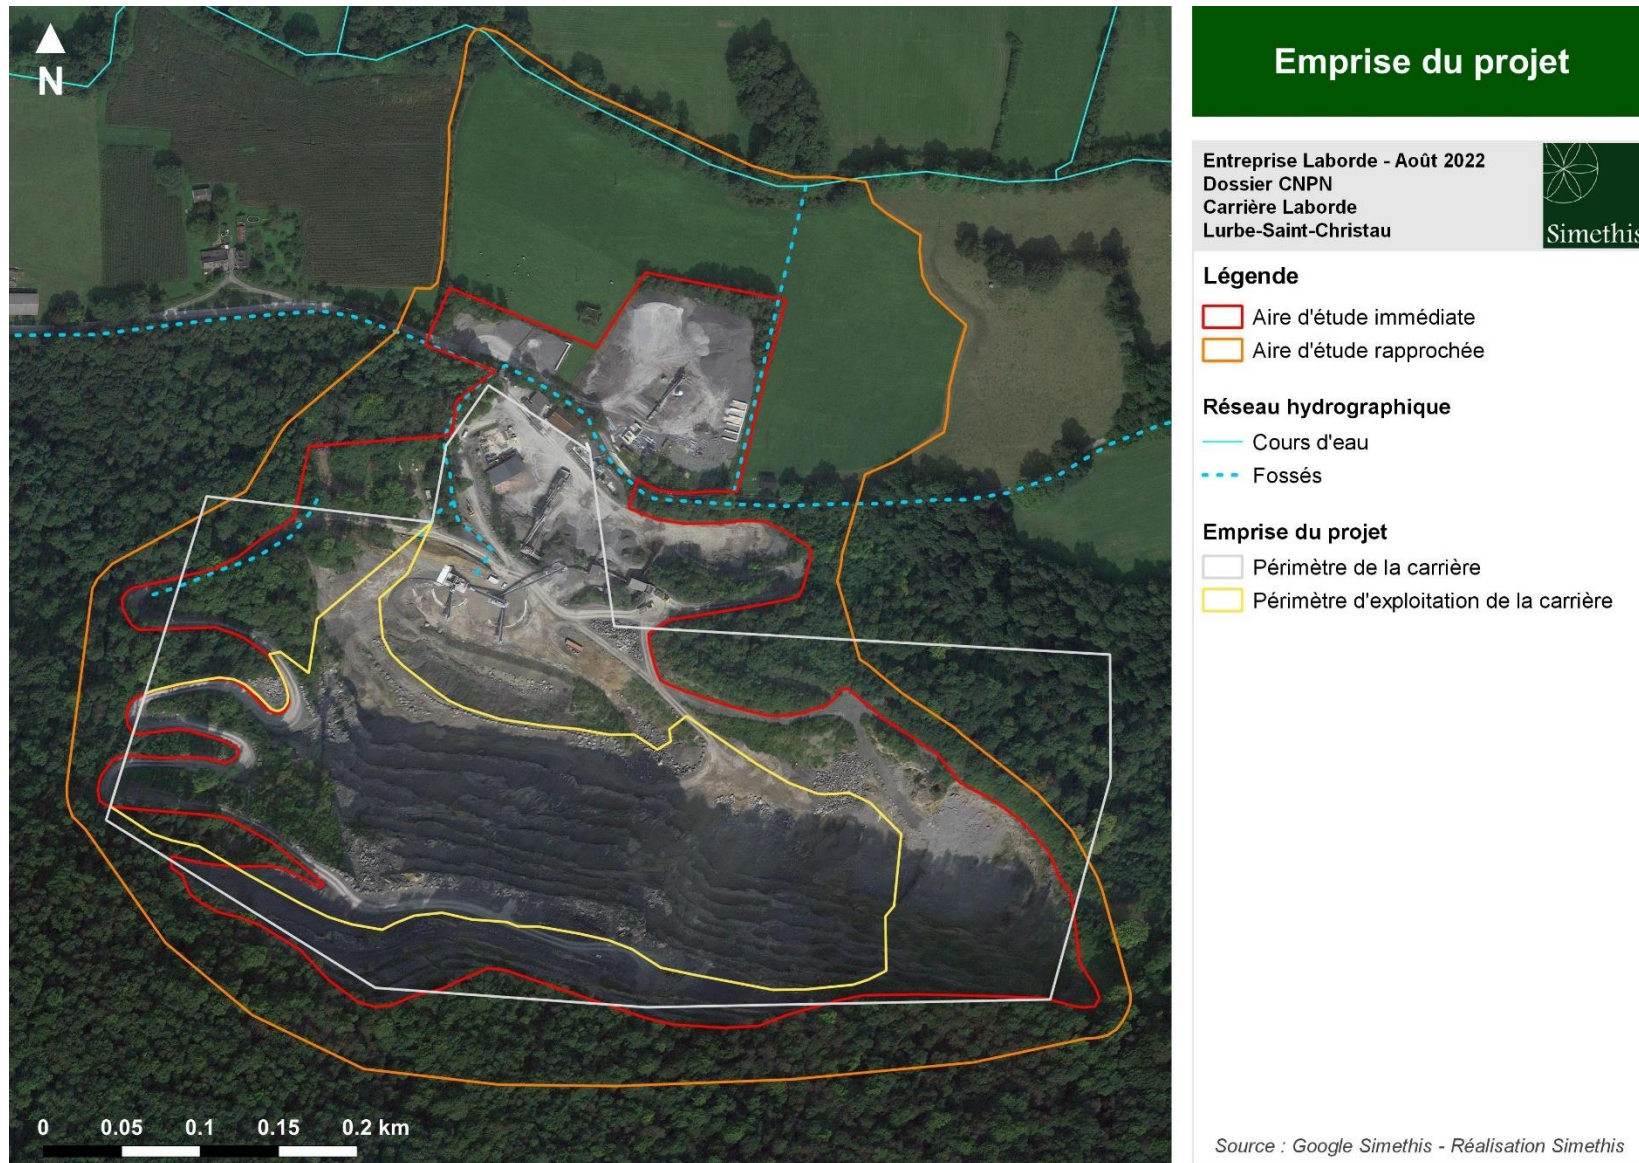 N
0 0.05 0.1 0.15 0.2 km
Emprise du projet
Entreprise Laborde - Août 2022
Dossier CNPN
Carrière Laborde
Lurbe-Saint-Christau
Simethis
Légende
Aire d'étude immédiate
Aire d'étude rapprochée
Réseau hydrographique
Cours d'eau
Fossés
Emprise du projet
Périmètre de la carrière
Périmètre d'exploitation de la carrière
Source : Google Simethis - Réalisation Simethis